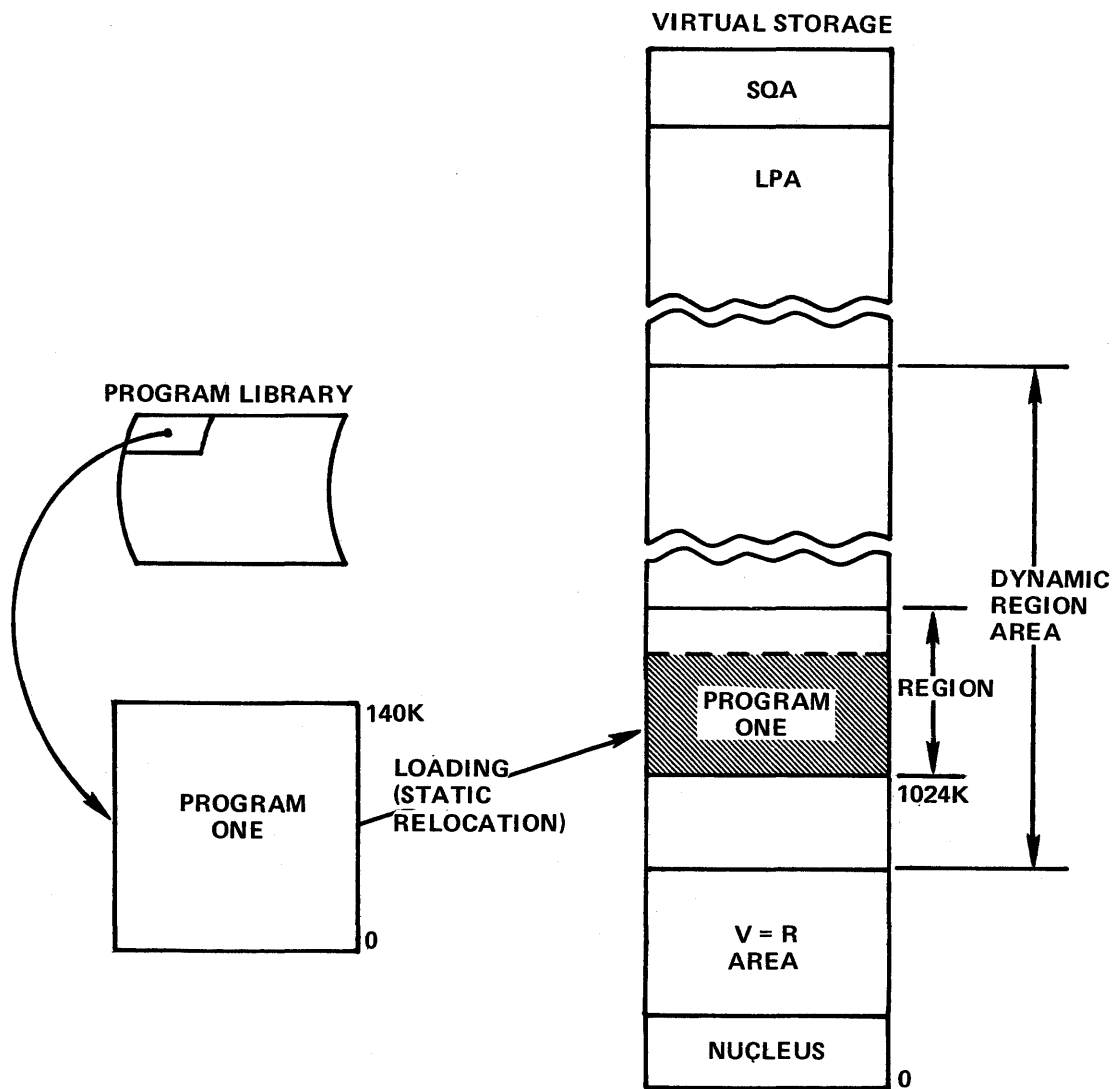 VIRTUAL STORAGE
SQA
LPA
PROGRAM LIBRARY
DYNAMIC
REGION
AREA
REGION
PROGRAM
ONE
140K
LOADING
(STATIC
RELOCATION)
PROGRAM
ONE
1024K
0
V = R
AREA
NUCLEUS
0